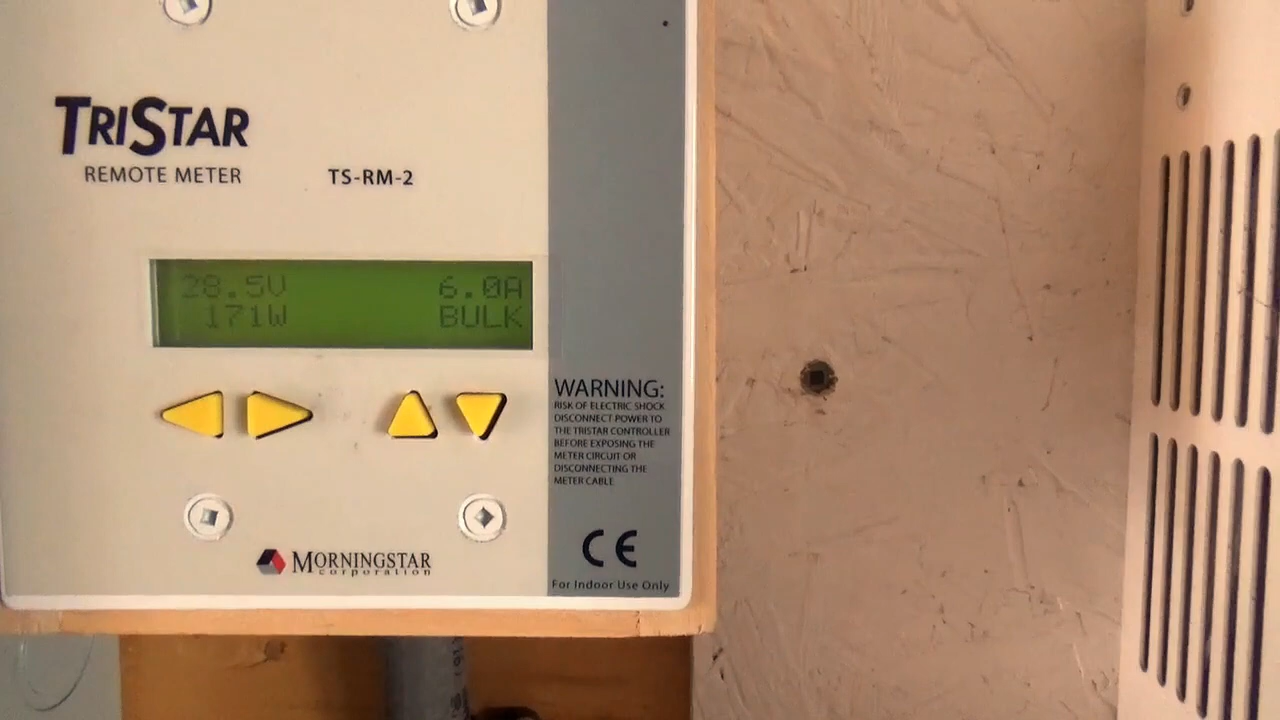 TRISTAR
REMOTE METER
TS-RM-2
28.5V 6.0A
171W BULK
WARNING:
RISK OF ELECTRIC SHOCK
DISCONNECT POWER TO
THE TRISTAR CONTROLLER
BEFORE EXPOSING THE
METER CIRCUIT OR
DISCONNECTING THE
METER CABLE
CE
MORNINGSTAR
corporation
For Indoor Use Only